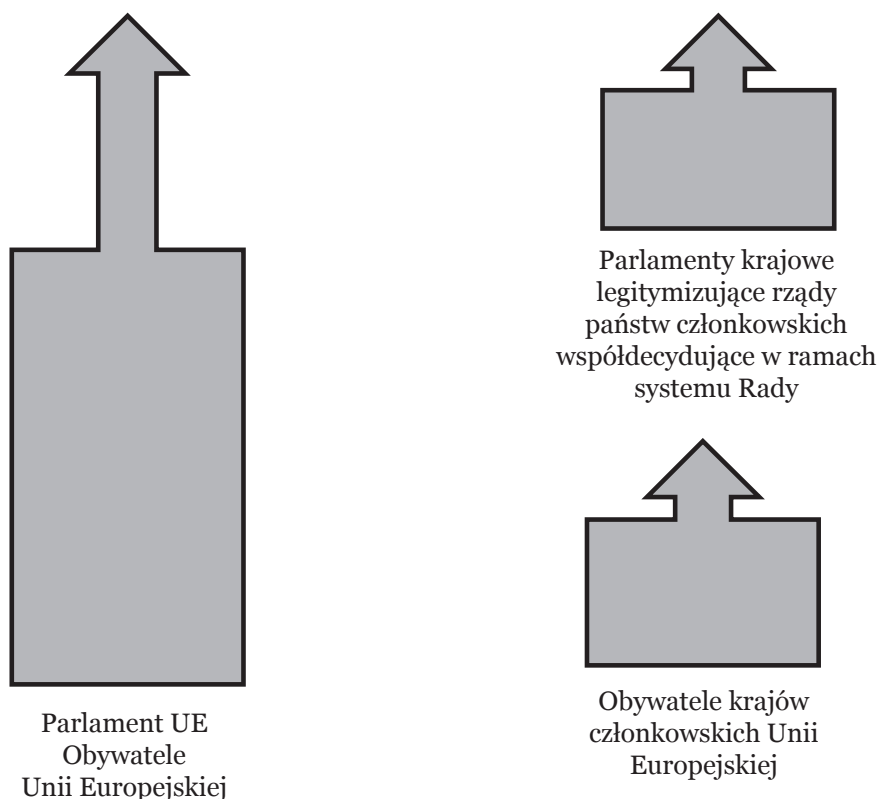 Parlamenty krajowe
legitymizujące rządy
państw członkowskich
współdecydujące w ramach
systemu Rady
Obywatele krajów
członkowskich Unii
Europejskiej
Parlament UE
Obywatele
Unii Europejskiej